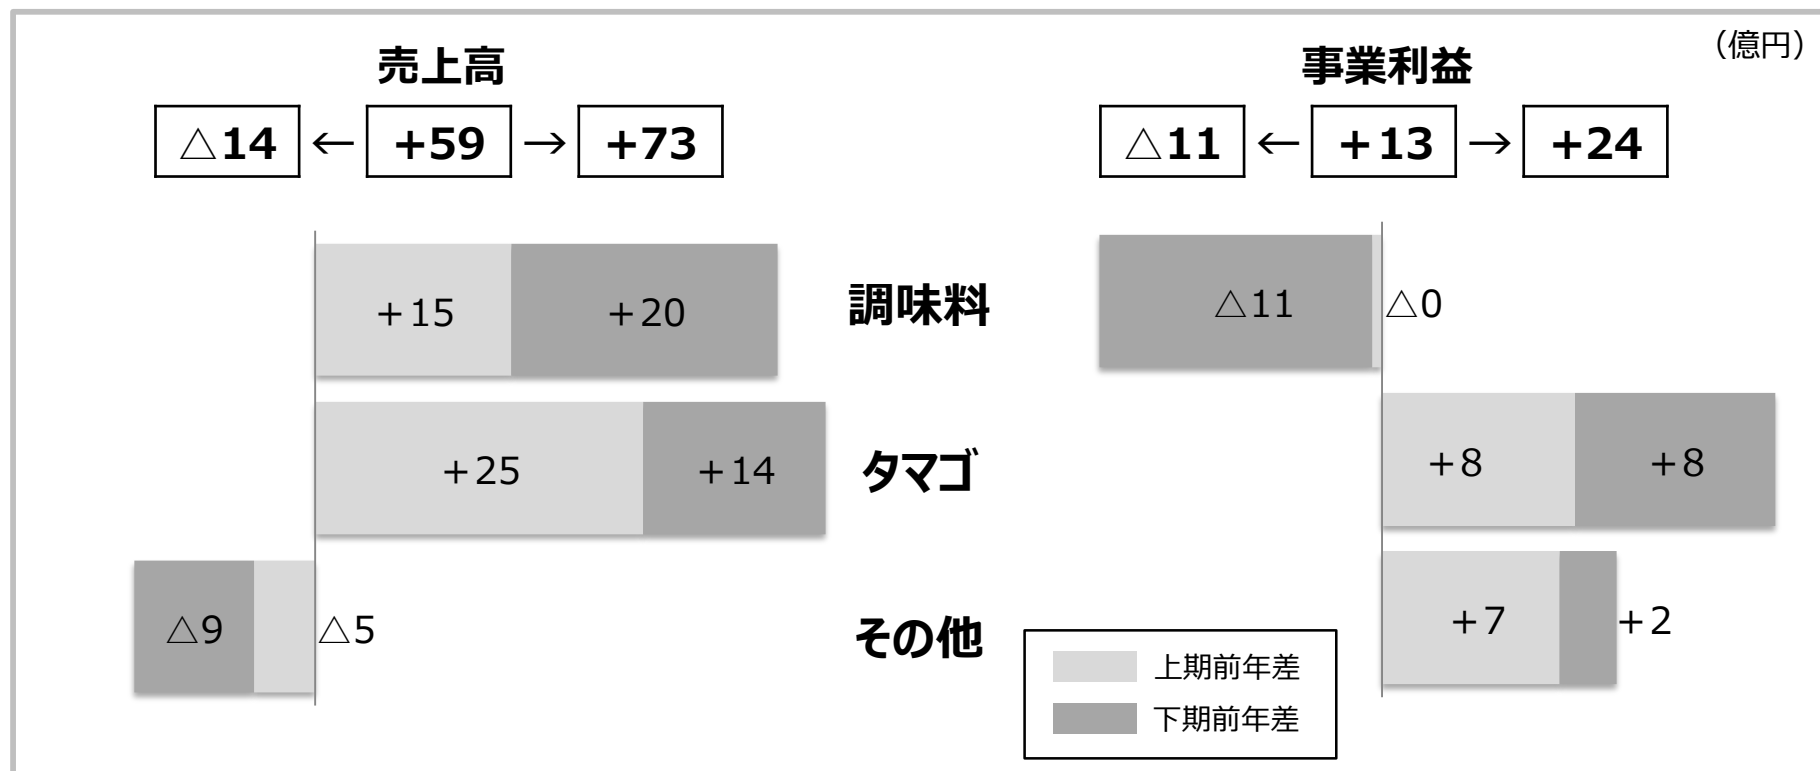 （億円）
売上高
△14 ← +59 → +73
事業利益
△11 ← +13 → +24
+15 +20
調味料
△11 △0
+25 +14
タマゴ
+8 +8
△9 △5
その他
+7 +2
上期前年差
下期前年差